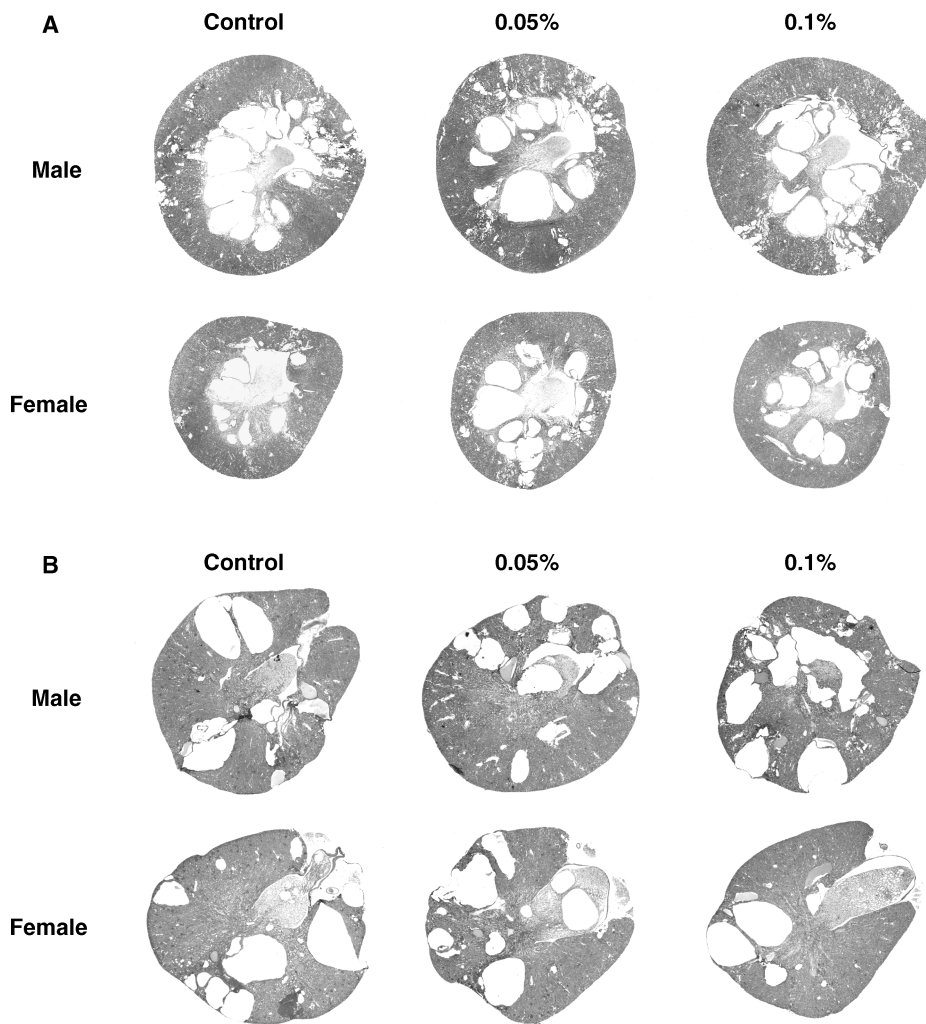 A Control 0.05% 0.1%
Male
Female
B Control 0.05% 0.1%
Male
Female